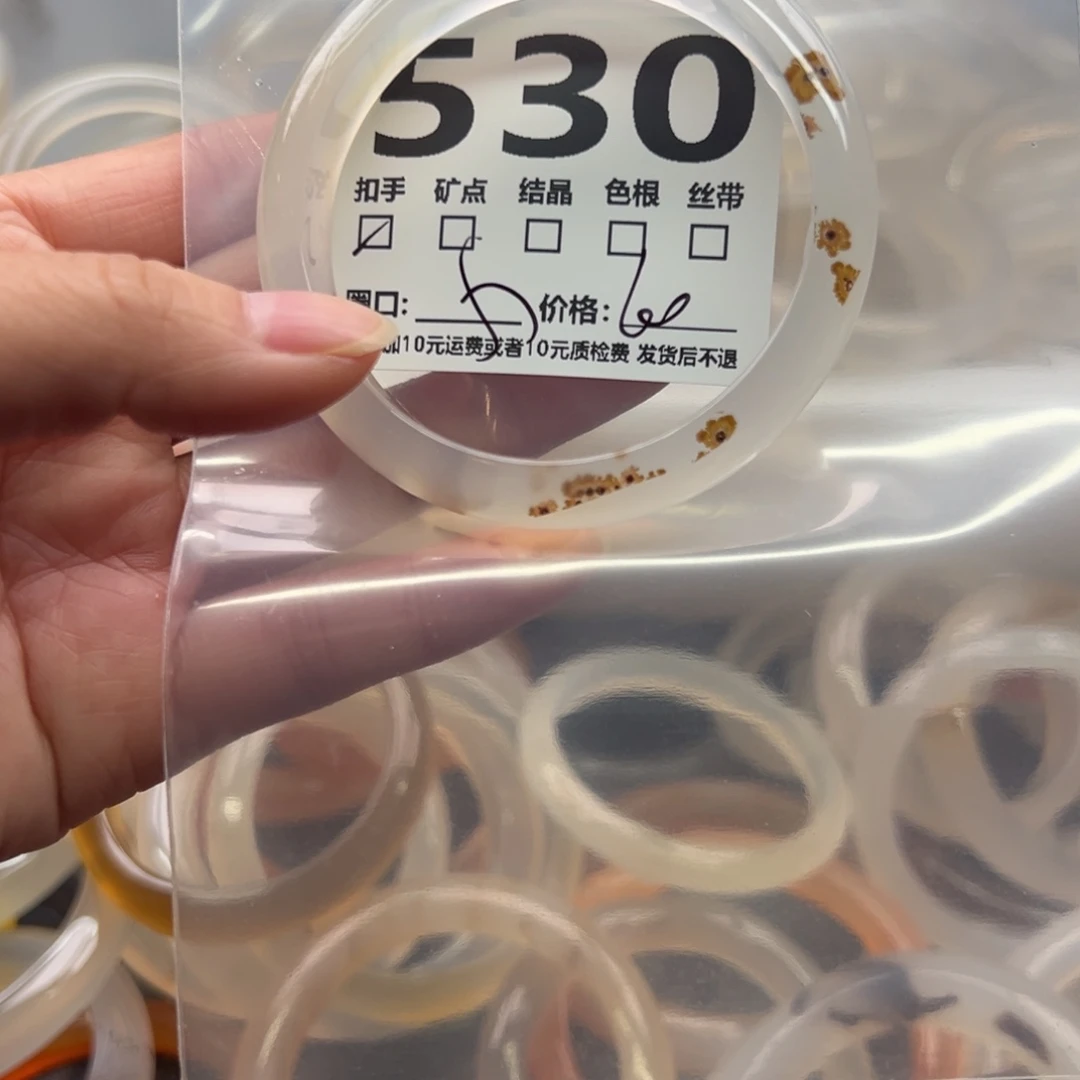 530
扣手 矿点 结晶 色根 丝带
圈口: 价格:
加10元运费或者10元质检费 发货后不退